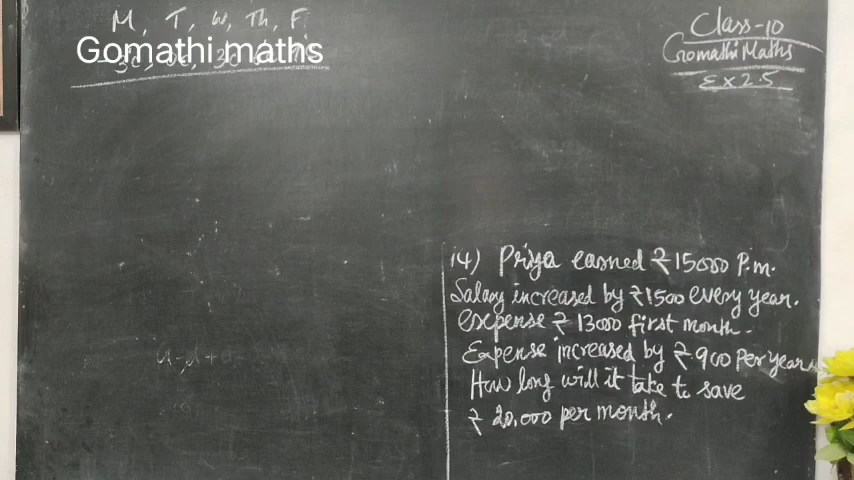 M, T, W, Th, F
Gomathi maths
Class-10
Gomathi Maths
Ex 2.5
14) Priya earned ₹15000 P.m.
Salary increased by ₹1500 every year.
expense ₹ 13000 first month.
Expense increased by ₹900 per year
How long will it take to save
₹ 20,000 per month.